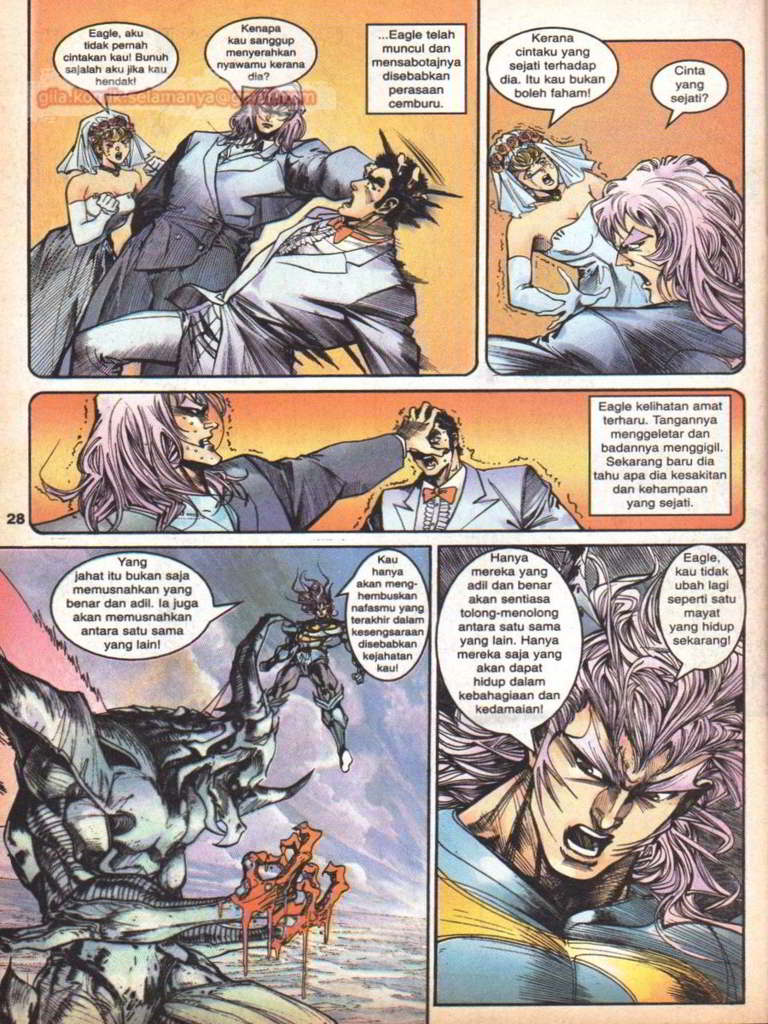 Eagle, aku
tidak pernah
cintakan kau! Bunuh
sajalah aku jika kau
hendak!
Kenapa
kau sanggup
menyerahkan
nyawamu kerana
dia?
...Eagle telah
muncul dan
mensabotajnya
disebabkan
perasaan
cemburu.
Kerana
cintaku yang
sejati terhadap
dia. Itu kau bukan
boleh faham!
Cinta
yang
sejati?
Eagle kelihatan amat
terharu. Tangannya
menggeletar dan
badannya menggigil.
Sekarang baru dia
tahu apa dia kesakitan
dan kehampaan
yang sejati.
28
Yang
jahat itu bukan saja
memusnahkan yang
benar dan adil. Ia juga
akan memusnahkan
antara satu sama
yang lain!
Kau
hanya
akan meng-
hembuskan
nafasmu yang
terakhir dalam
kesengsaraan
disebabkan
kejahatan
kau!
Hanya
mereka yang
adil dan benar
akan sentiasa
tolong-menolong
antara satu sama
yang lain. Hanya
mereka saja yang
akan dapat
hidup dalam
kebahagiaan dan
kedamaian!
Eagle,
kau tidak
ubah lagi
seperti satu
mayat
yang hidup
sekarang!